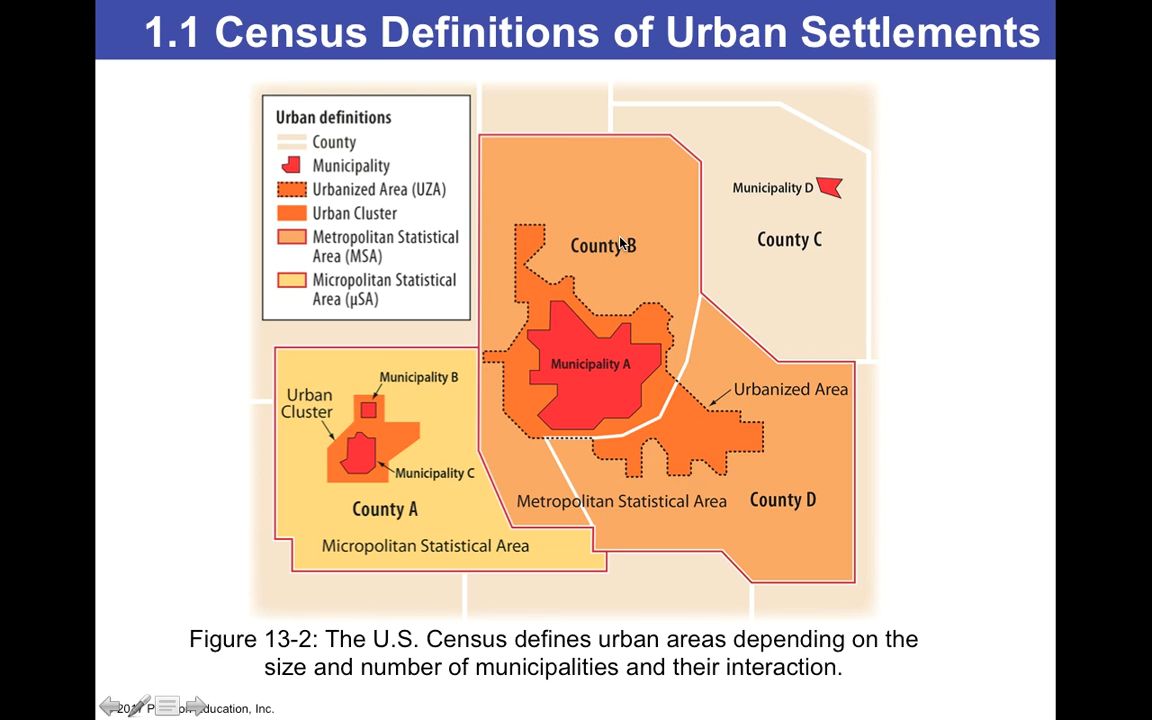 1.1 Census Definitions of Urban Settlements
Urban definitions
County
Municipality
Urbanized Area (UZA)
Urban Cluster
Metropolitan Statistical
Area (MSA)
Micropolitan Statistical
Area (µSA)
Municipality D
County C
County B
Municipality A
Urbanized Area
Municipality B
Urban
Cluster
Municipality C
County A
Metropolitan Statistical Area
County D
Micropolitan Statistical Area
Figure 13-2: The U.S. Census defines urban areas depending on the
size and number of municipalities and their interaction.
Inc.